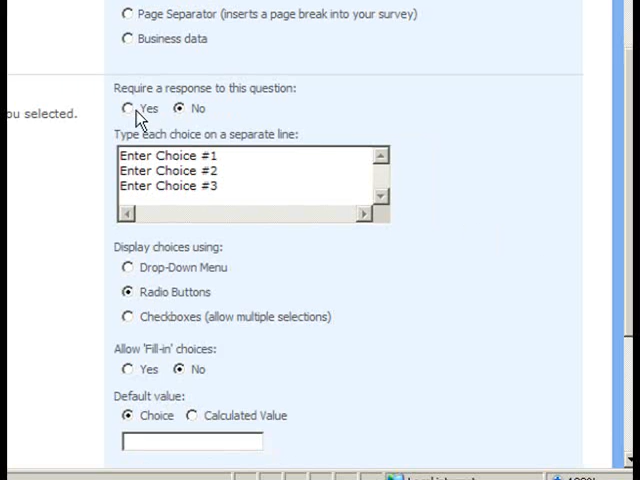 Page Separator (inserts a page break into your survey)
Business data
Require a response to this question:
ou selected.
Yes No
Type each choice on a separate line:
Enter Choice #1
Enter Choice #2
Enter Choice #3
Display choices using:
Drop-Down Menu
Radio Buttons
Checkboxes (allow multiple selections)
Allow 'Fill-in' choices:
Yes No
Default value:
Choice Calculated Value